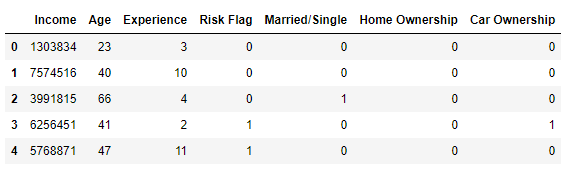 Income Age Experience Risk Flag Married/Single Home Ownership Car Ownership
0 1303834 23 3 0 0 0 0
1 7574516 40 10 0 0 0 0
2 3991815 66 4 0 1 0 0
3 6256451 41 2 1 0 0 1
4 5768871 47 11 1 0 0 0